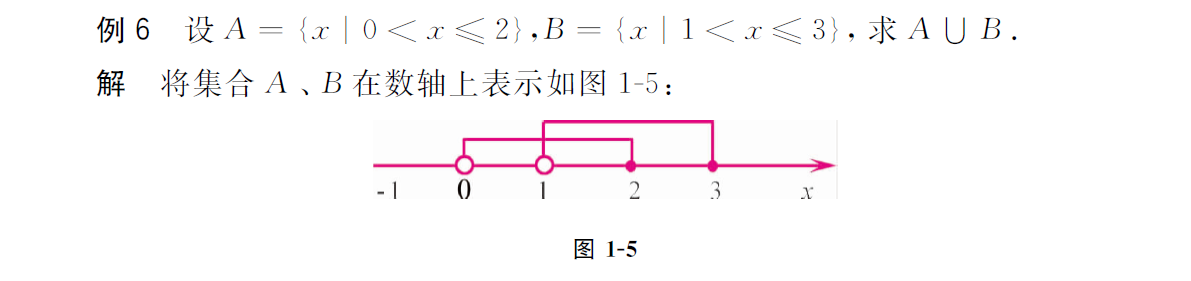 例 6 设 A = {x | 0 < x ⩽ 2},B = {x | 1 < x ⩽ 3}, 求 A ∪ B .
解 将集合 A 、B 在数轴上表示如图 1-5:
-1 0 1 2 3 x
图 1-5